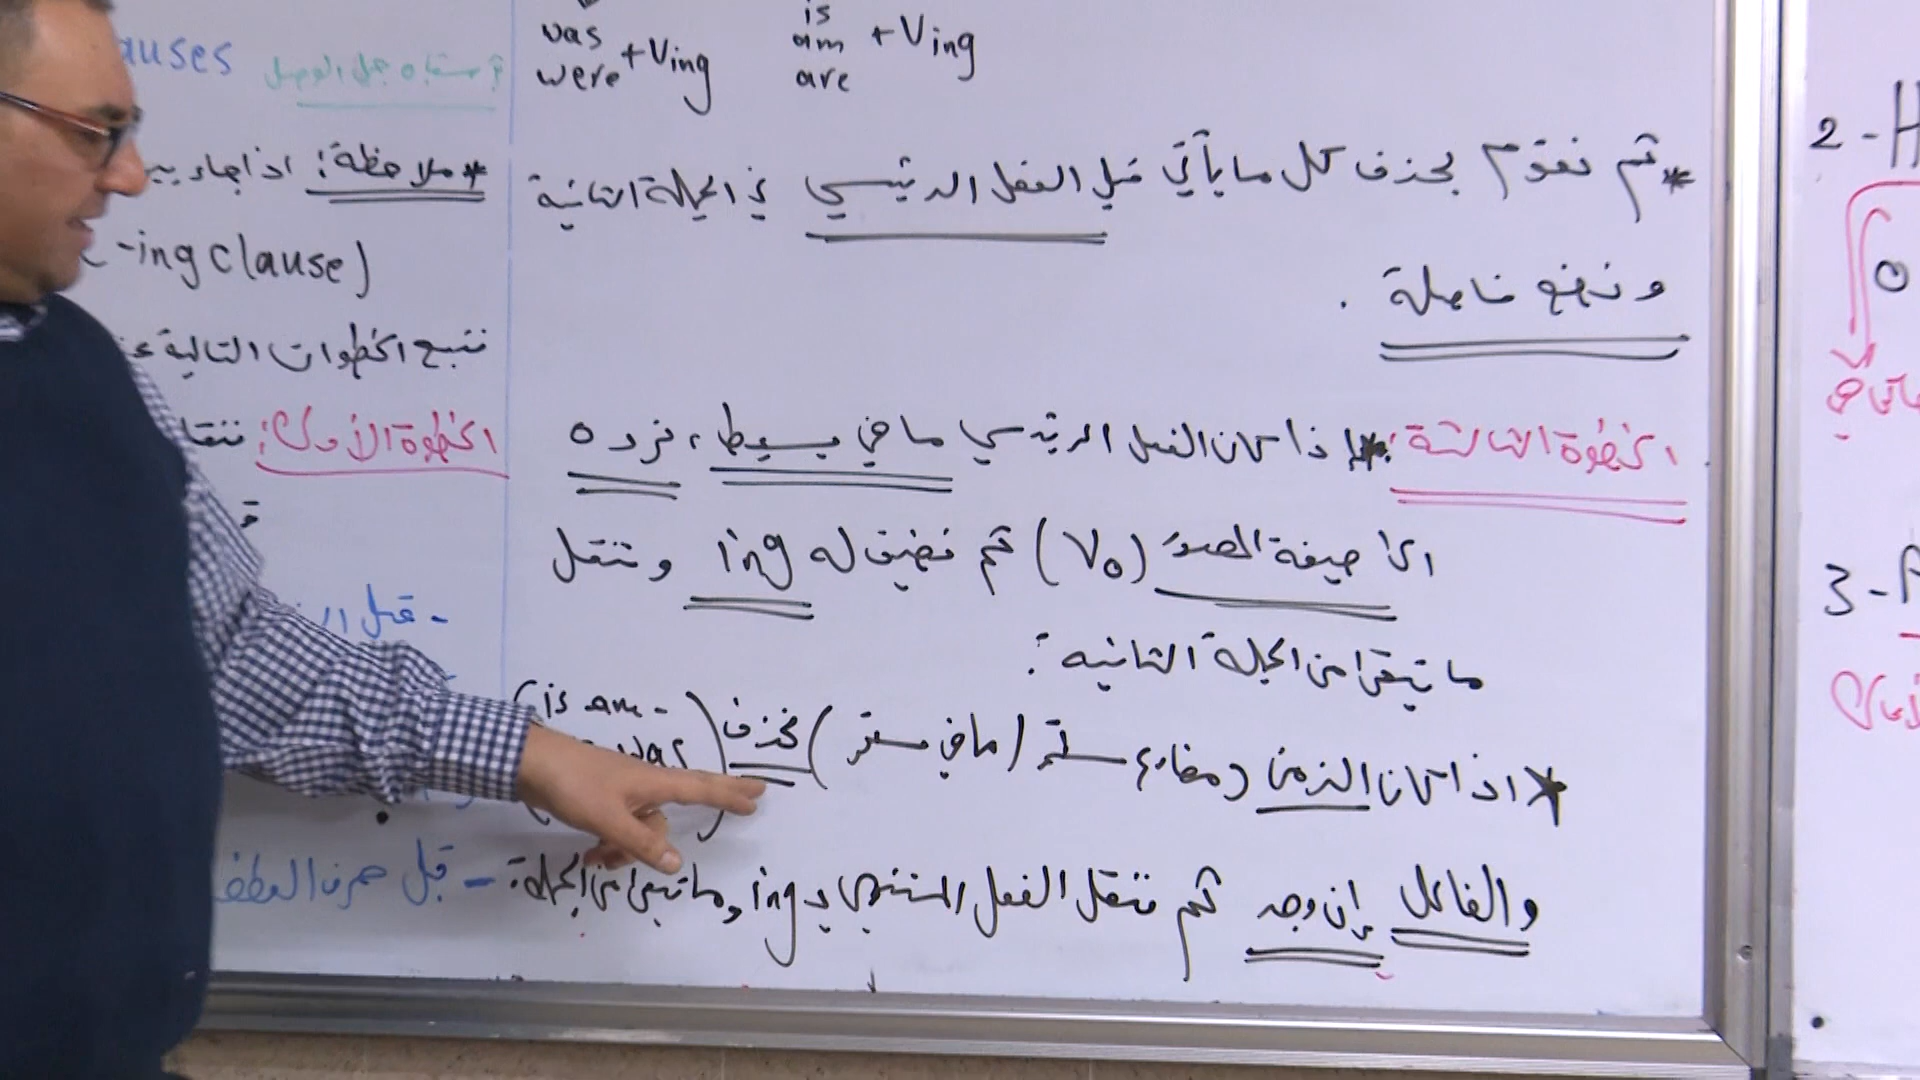 was
were +Ving
is
am
are +Ving
* ثم نقوم بحذف كل ما يأتي قبل الفعل الرئيسي في الجملة الثانية
ونضع فاصلة .
الخطوة الثالثة : اذا كان الفعل الرئيسي ماضي بسيط ، نرده
الى صيغة (V0) ثم نضيف له ing وننقل
ما تبقى من الجملة الثانية :
* اذا كان الزمن (مضارع مستمر / ماضي مستمر) نحذف (is - am -
was
والفاعل إن وجد ثم ننقل الفعل المنتهي بـ ing وما تبقى من الجملة.
auses جمل الوصل
* ملاحظة : اذا جاء
-ing clause)
نتبع الخطوات التالية
الخطوة الأولى :
- قبل
- قبل حرف العطف
2- H
3-